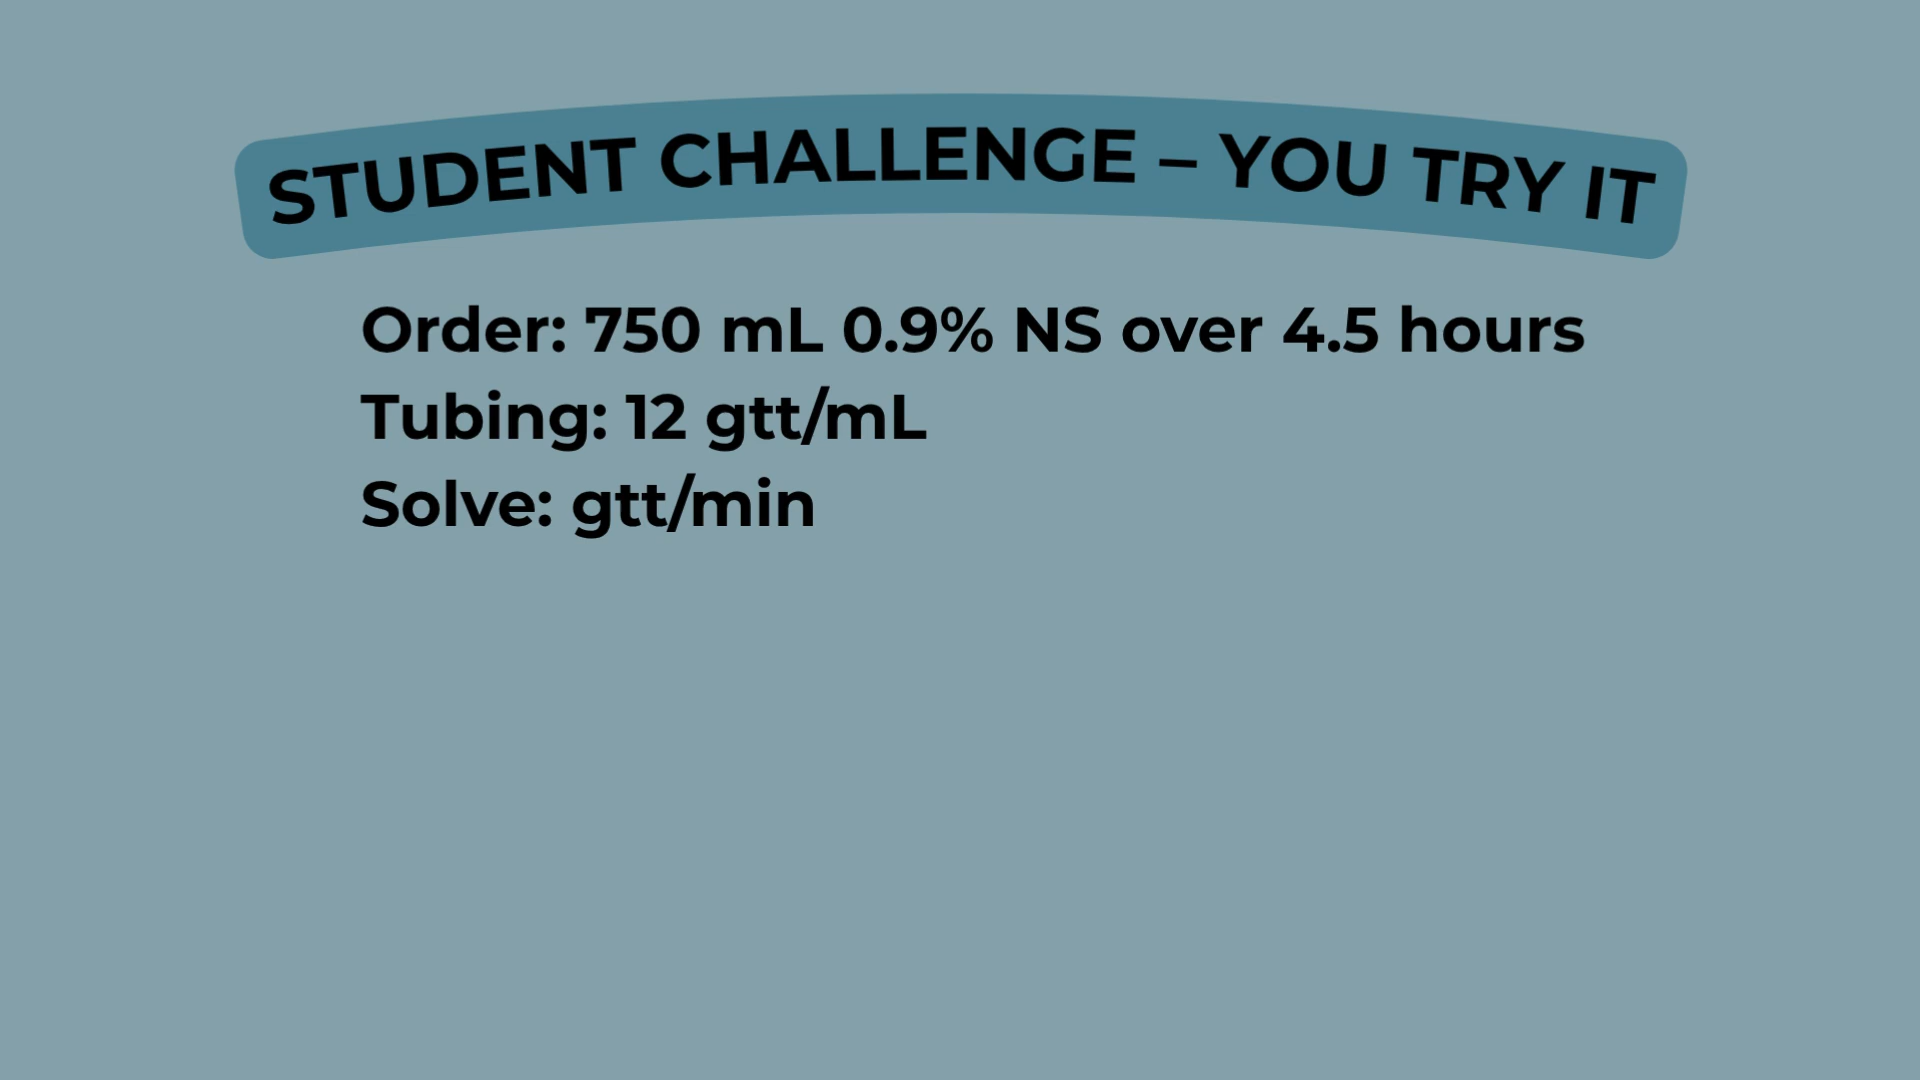 STUDENT CHALLENGE – YOU TRY IT
Order: 750 mL 0.9% NS over 4.5 hours
Tubing: 12 gtt/mL
Solve: gtt/min